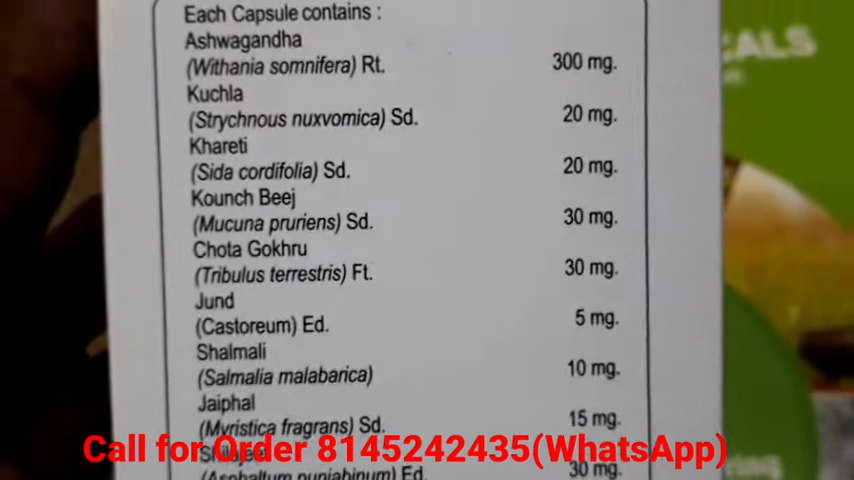 Each Capsule contains :
Ashwagandha
(Withania somnifera) Rt. 300 mg.
Kuchla
(Strychnous nuxvomica) Sd. 20 mg.
Khareti
(Sida cordifolia) Sd. 20 mg.
Kounch Beej
(Mucuna pruriens) Sd. 30 mg.
Chota Gokhru
(Tribulus terrestris) Ft. 30 mg.
Jund
(Castoreum) Ed. 5 mg.
Shalmali
(Salmalia malabarica) 10 mg.
Jaiphal
(Myristica fragrans) Sd. 15 mg.
Call for Order 8145242435(WhatsApp)
(Asphaltum punjabinum) Ed. 30 mg.